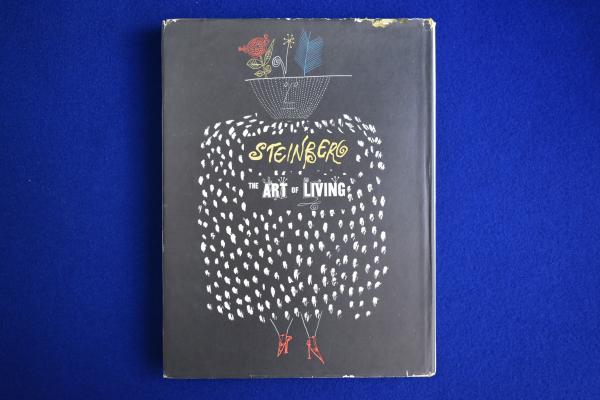 STEINBERG
THE ART OF LIVING